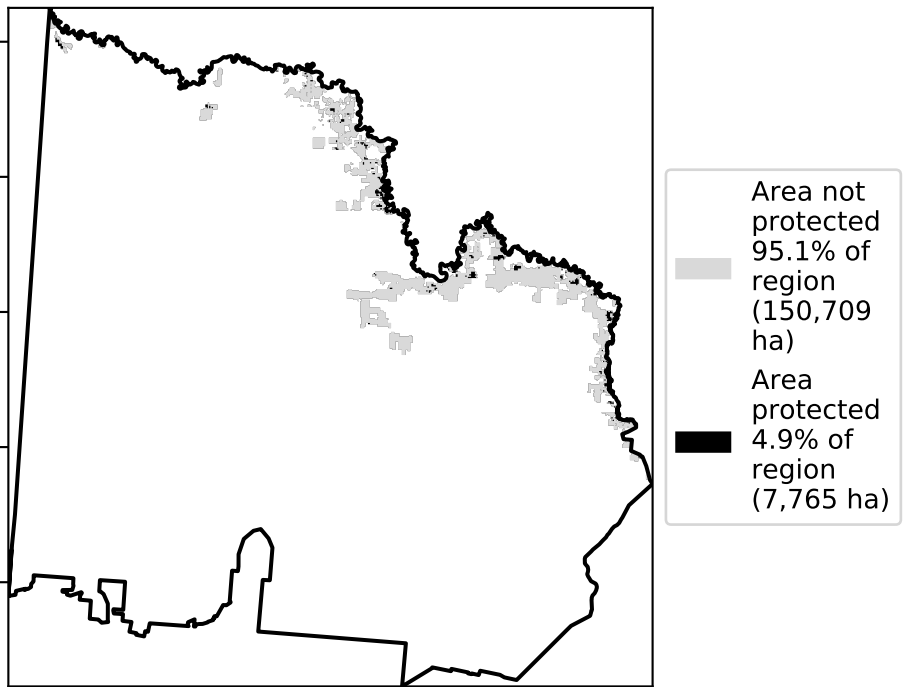 Area not
protected
95.1% of
region
(150,709
ha)
Area
protected
4.9% of
region
(7,765 ha)